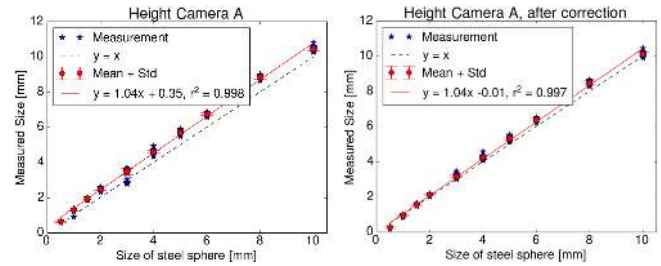 Height Camera A
12
10
8
6
4
2
0
Measured Size [mm]
Measurement
y = x
Mean + Std
y = 1.04x + 0.35, r² = 0.998
0 2 4 6 8 10
Size of steel sphere [mm]
Height Camera A, after correction
12
10
8
6
4
2
0
Measured Size [mm]
Measurement
y = x
Mean + Std
y = 1.04x -0.01, r² = 0.997
0 2 4 6 8 10
Size of steel sphere [mm]